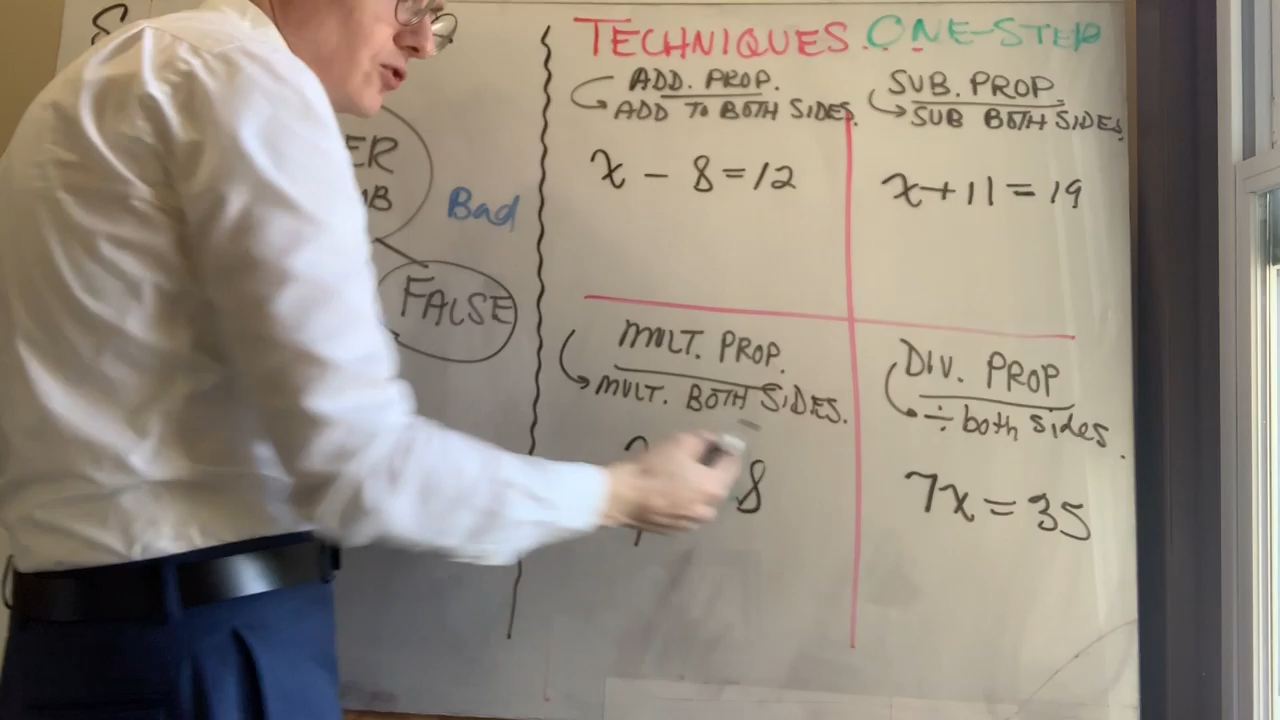 TECHNIQUES. ONE-STEP
ADD. PROP.
ADD TO BOTH SIDES.
x - 8 = 12
SUB. PROP.
SUB BOTH SIDES.
x + 11 = 19
Bad
FALSE
MULT. PROP.
MULT. BOTH SIDES.
8
DIV. PROP
÷ both sides.
7x = 35